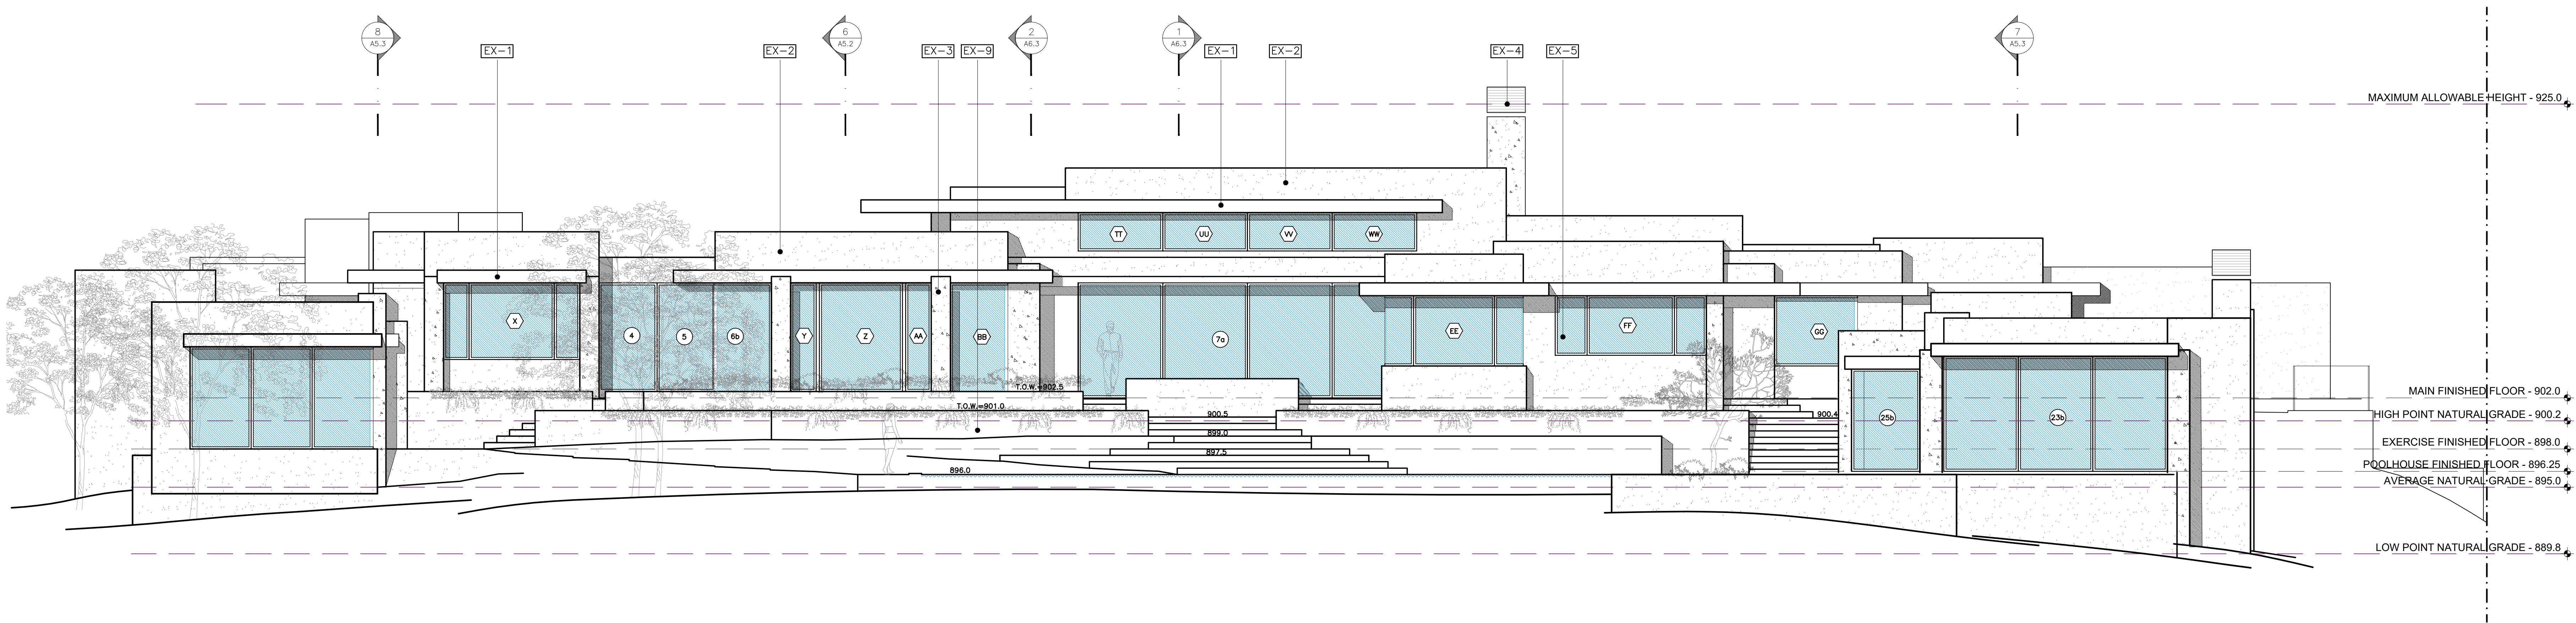 8
A5.3
6
A5.2
2
A6.3
1
A6.3
7
A5.3
EX-1
EX-2
EX-3
EX-9
EX-1
EX-2
EX-4
EX-5
MAXIMUM ALLOWABLE HEIGHT - 925.0
TT
UU
VV
WW
X
4
5
6b
Y
Z
AA
BB
7a
EE
FF
GG
T.O.W.=902.5
MAIN FINISHED FLOOR - 902.0
T.O.W.=901.0
900.5
900.4
25b
23b
HIGH POINT NATURAL GRADE - 900.2
899.0
EXERCISE FINISHED FLOOR - 898.0
897.5
POOLHOUSE FINISHED FLOOR - 896.25
896.0
AVERAGE NATURAL GRADE - 895.0
LOW POINT NATURAL GRADE - 889.8